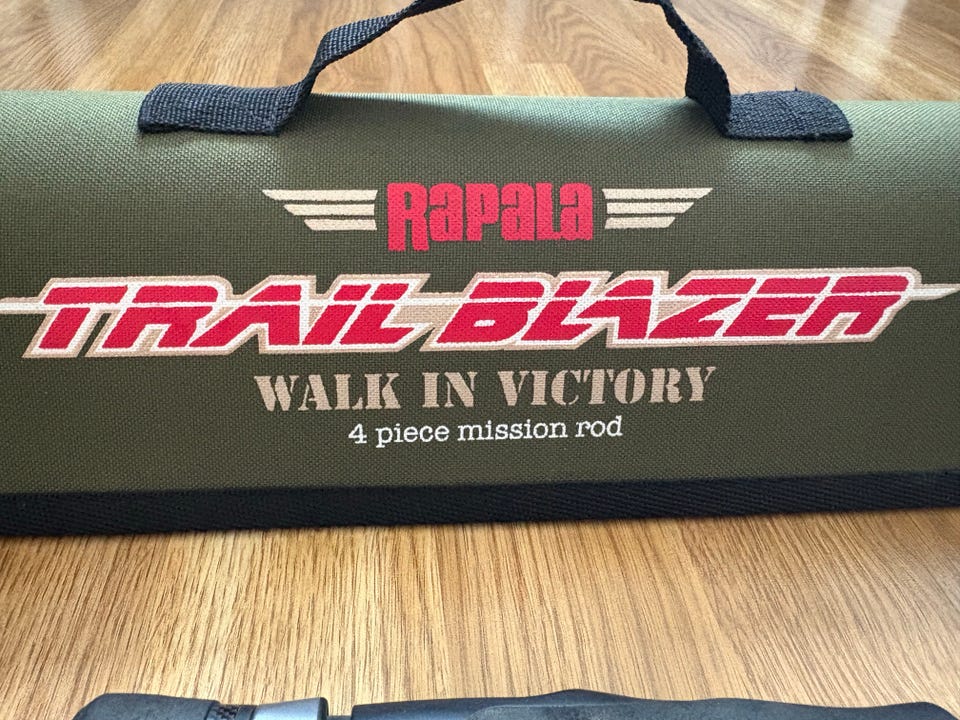 Rapala
TRAIL BLAZER
WALK IN VICTORY
4 piece mission rod